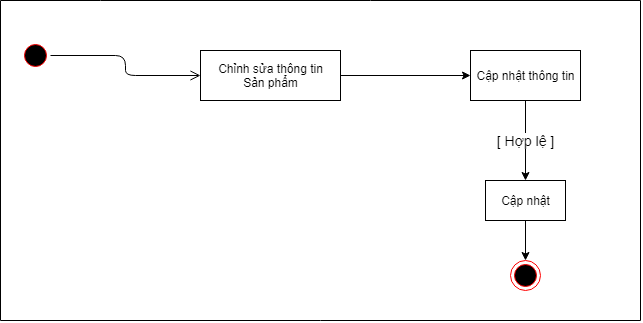 Chỉnh sửa thông tin
Sản phẩm
Cập nhật thông tin
[ Hợp lệ ]
Cập nhật